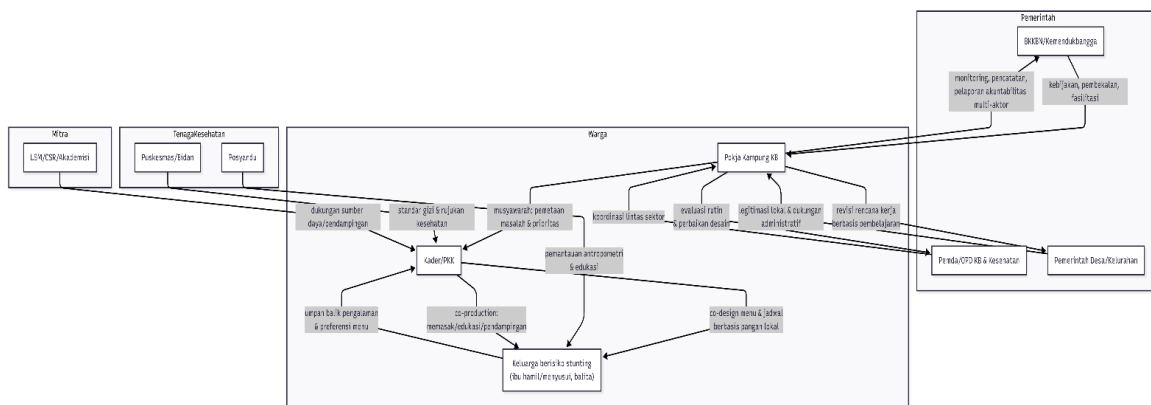 Pemerintah
BKKBN/Kemendukbangga
monitoring, pencatatan,
pelaporan akuntabilitas
multi-aktor
kebijakan, pembekalan,
fasilitasi
Mitra
LSM/CSR/Akademisi
TenagaKesehatan
Puskesmas/Bidan
Posyandu
Warga
Pokja Kampung KB
dukungan sumber
daya/pendampingan
standar gizi & rujukan
kesehatan
musyawarah: pemetaan
masalah & prioritas
koordinasi lintas sektor
evaluasi rutin
& perbaikan desain
legitimasi lokal & dukungan
administratif
revisi rencana kerja
berbasis pembelajaran
Kader/PKK
pemantauan antropometri
& edukasi
Pemda/OPD KB & Kesehatan
Pemerintah Desa/Kelurahan
umpan balik pengalaman
& preferensi menu
co-production:
memasak/edukasi/pendampingan
co-design menu & jadwal
berbasis pangan lokal
Keluarga berisiko stunting
(ibu hamil/menyusui, balita)